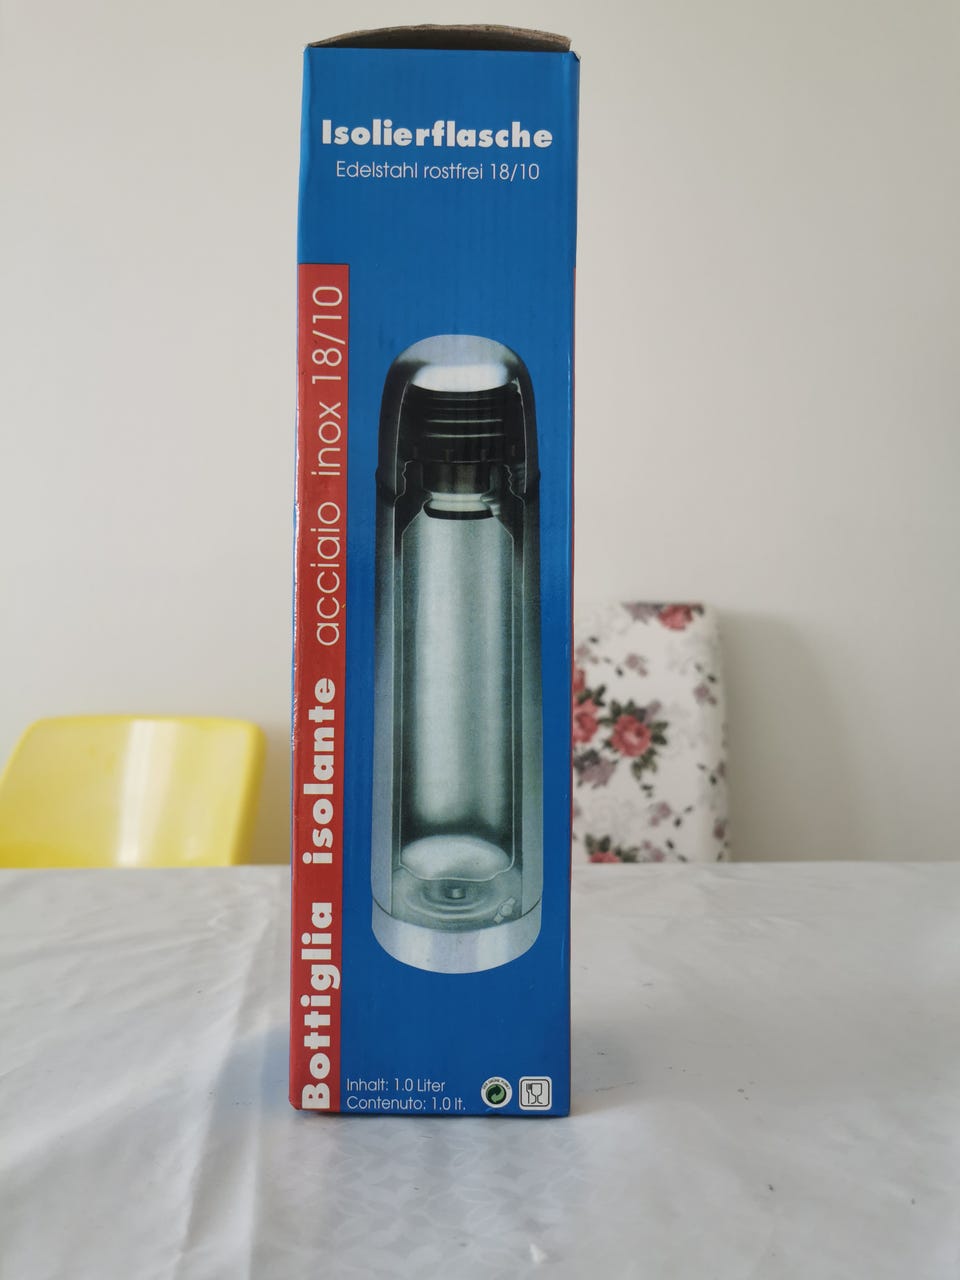 Isolierflasche
Edelstahl rostfrei 18/10
Bottiglia isolante acciaio inox 18/10
Inhalt: 1.0 Liter
Contenuto: 1.0 lt.